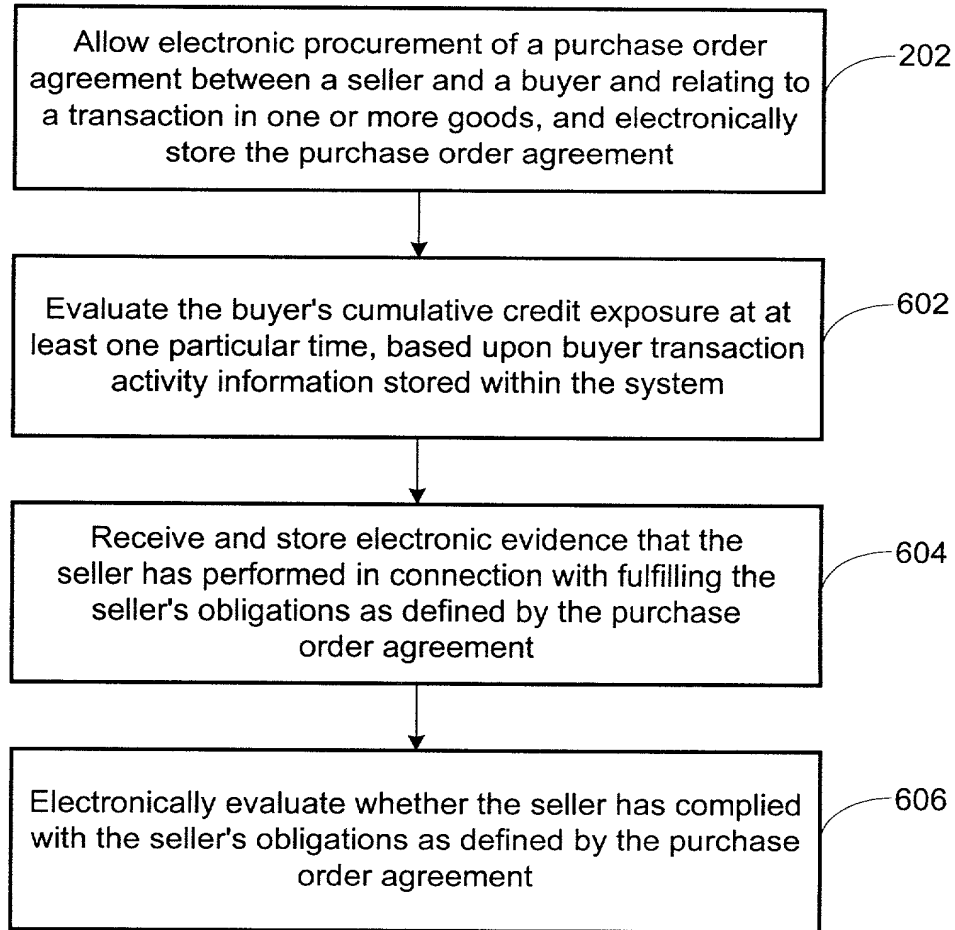 Allow electronic procurement of a purchase order
agreement between a seller and a buyer and relating to
a transaction in one or more goods, and electronically
store the purchase order agreement
202
Evaluate the buyer's cumulative credit exposure at at
least one particular time, based upon buyer transaction
activity information stored within the system
602
Receive and store electronic evidence that the
seller has performed in connection with fulfilling the
seller's obligations as defined by the purchase
order agreement
604
Electronically evaluate whether the seller has complied
with the seller's obligations as defined by the purchase
order agreement
606